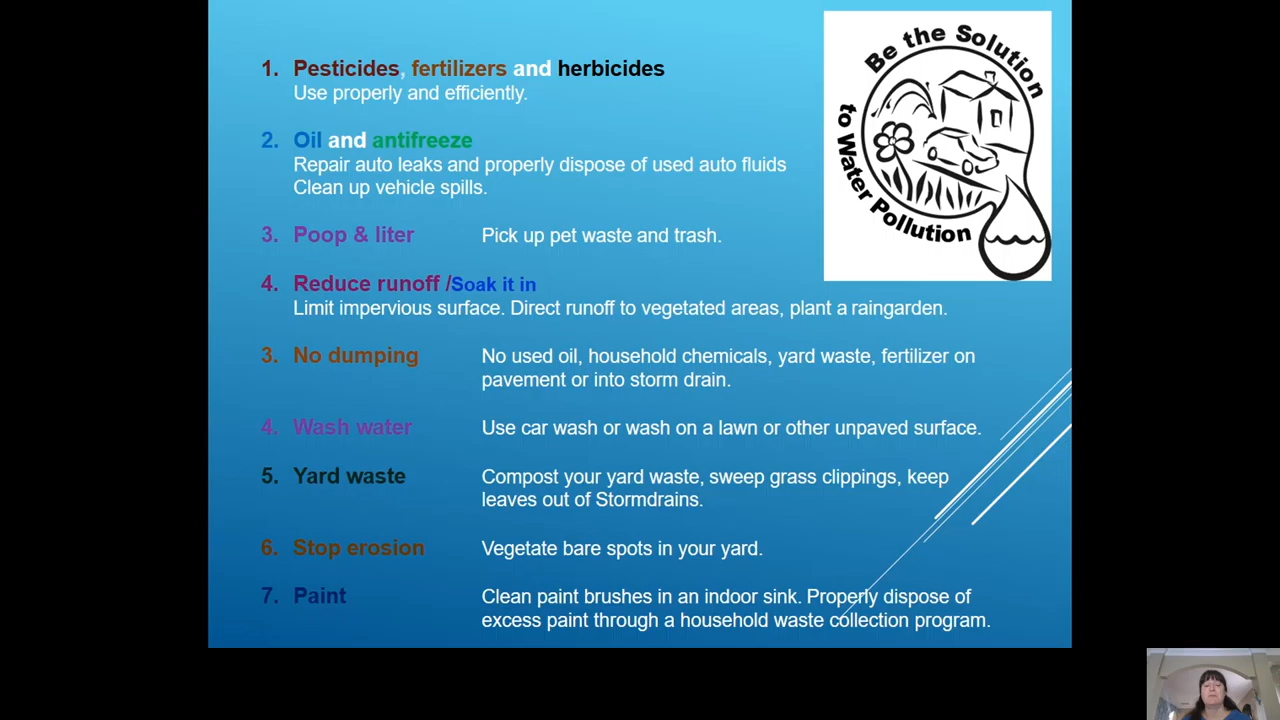 1. Pesticides, fertilizers and herbicides
Use properly and efficiently.
2. Oil and antifreeze
Repair auto leaks and properly dispose of used auto fluids
Clean up vehicle spills.
3. Poop & liter Pick up pet waste and trash.
4. Reduce runoff /Soak it in
Limit impervious surface. Direct runoff to vegetated areas, plant a raingarden.
3. No dumping No used oil, household chemicals, yard waste, fertilizer on
pavement or into storm drain.
4. Wash water Use car wash or wash on a lawn or other unpaved surface.
5. Yard waste Compost your yard waste, sweep grass clippings, keep
leaves out of Stormdrains.
6. Stop erosion Vegetate bare spots in your yard.
7. Paint Clean paint brushes in an indoor sink. Properly dispose of
excess paint through a household waste collection program.
Be the Solution
to Water Pollution